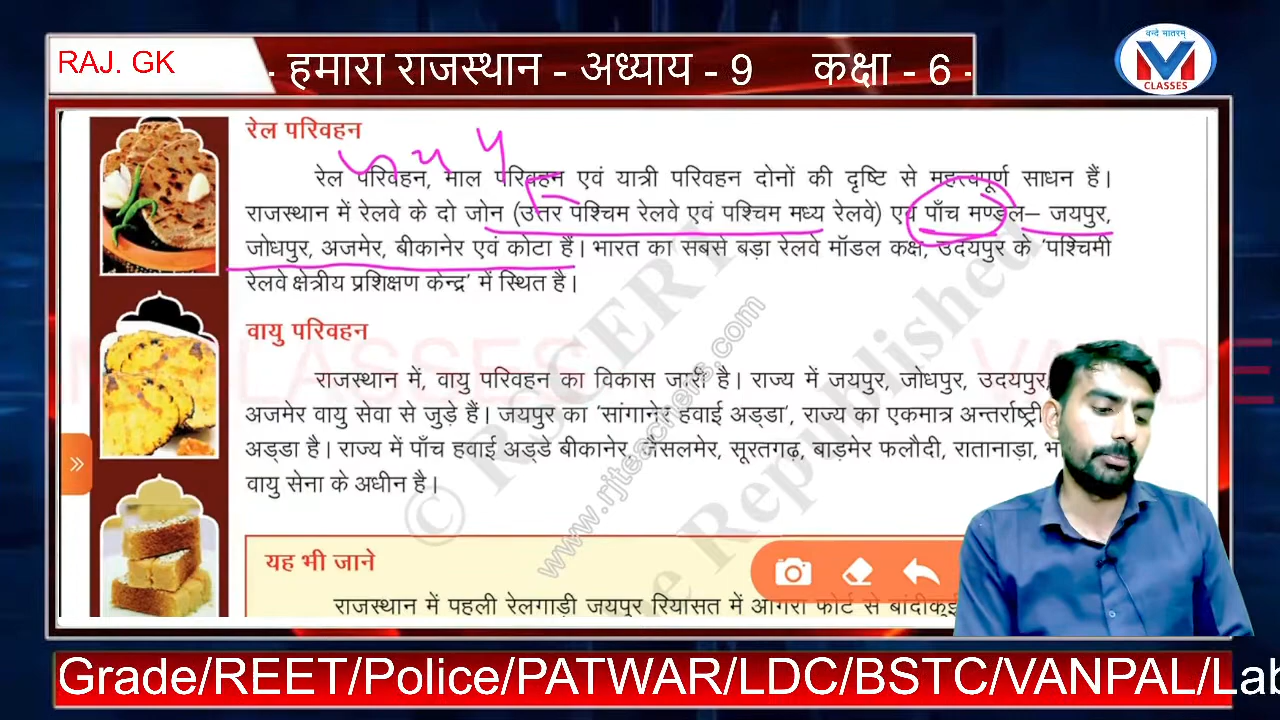 वन्दे मातरम्
CLASSES
RAJ. GK
हमारा राजस्थान - अध्याय - 9 कक्षा - 6 -
रेल परिवहन
रेल परिवहन, माल परिवहन एवं यात्री परिवहन दोनों की दृष्टि से महत्त्वपूर्ण साधन हैं।
राजस्थान में रेलवे के दो जोन (उत्तर पश्चिम रेलवे एवं पश्चिम मध्य रेलवे) एवं पाँच मण्डल– जयपुर,
जोधपुर, अजमेर, बीकानेर एवं कोटा हैं। भारत का सबसे बड़ा रेलवे मॉडल कक्ष, उदयपुर के 'पश्चिमी
रेलवे क्षेत्रीय प्रशिक्षण केन्द्र' में स्थित है।
वायु परिवहन
राजस्थान में, वायु परिवहन का विकास जारी है। राज्य में जयपुर, जोधपुर, उदयपुर,
अजमेर वायु सेवा से जुड़े हैं। जयपुर का 'सांगानेर हवाई अड्डा', राज्य का एकमात्र अन्तर्राष्ट्री
अड्डा है। राज्य में पाँच हवाई अड्डे बीकानेर, जैसलमेर, सूरतगढ़, बाड़मेर फलौदी, रातानाड़ा,
वायु सेना के अधीन है।
यह भी जाने
राजस्थान में पहली रेलगाड़ी जयपुर रियासत में आगरा फोर्ट से बांदीकुई
© RSCERT
www.rjteachers.com
Republished
Grade/REET/Police/PATWAR/LDC/BSTC/VANPAL/Lab